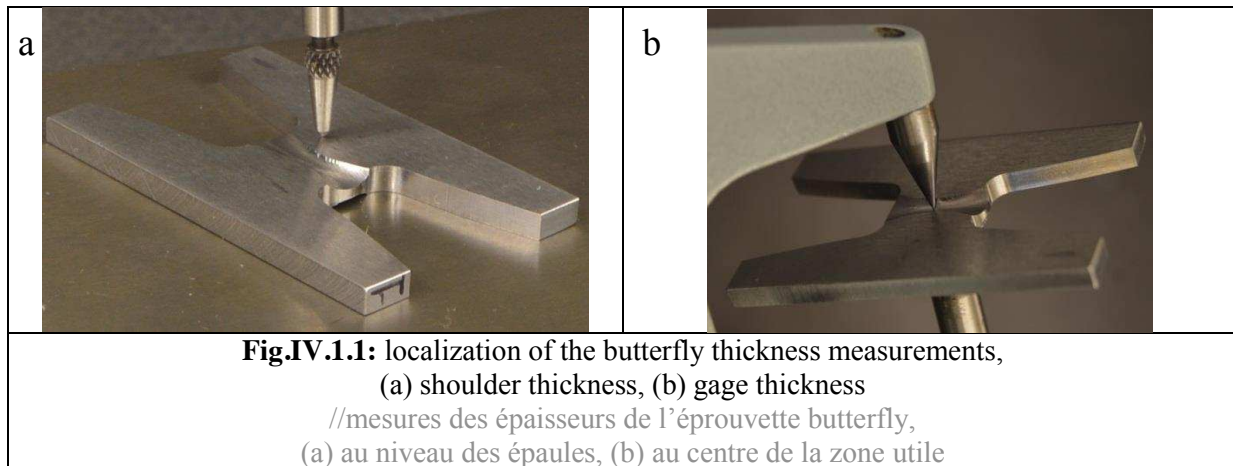 a
b
Fig.IV.1.1: localization of the butterfly thickness measurements,
(a) shoulder thickness, (b) gage thickness
//mesures des épaisseurs de l’éprouvette butterfly,
(a) au niveau des épaules, (b) au centre de la zone utile